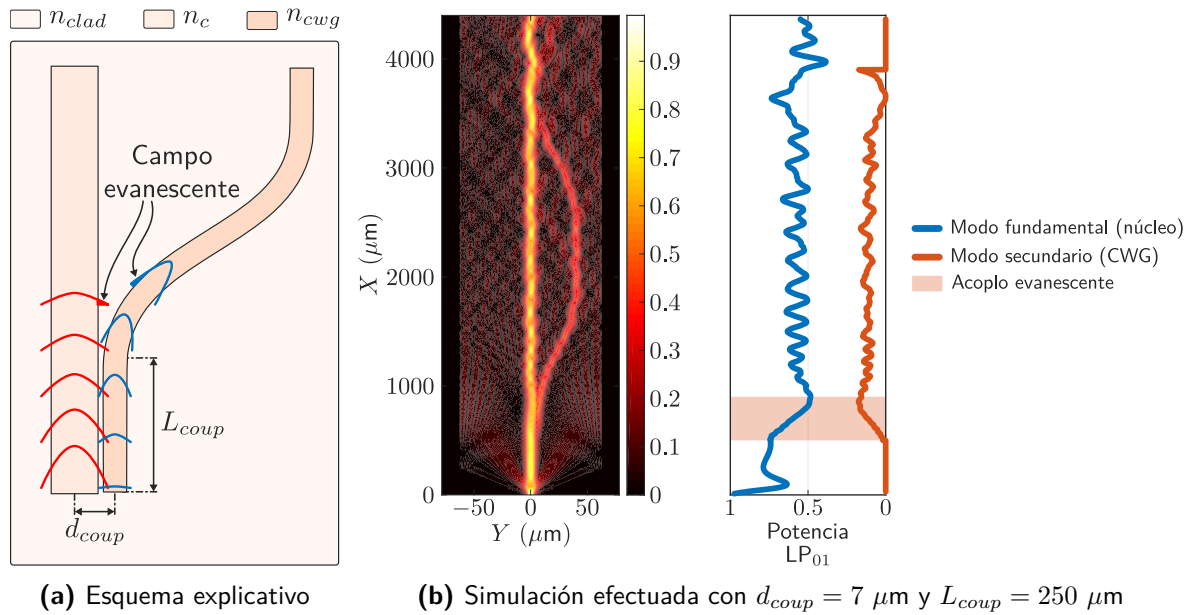 n_clad n_c n_cwg
Campo
evanescente
L_coup
d_coup
(a) Esquema explicativo
4000
3000
2000
1000
0
X (μm)
−50 0 50
Y (μm)
0.9
0.8
0.7
0.6
0.5
0.4
0.3
0.2
0.1
0
1 0.5 0
Potencia
LP₀₁
Modo fundamental (núcleo)
Modo secundario (CWG)
Acoplo evanescente
(b) Simulación efectuada con d_coup = 7 μm y L_coup = 250 μm